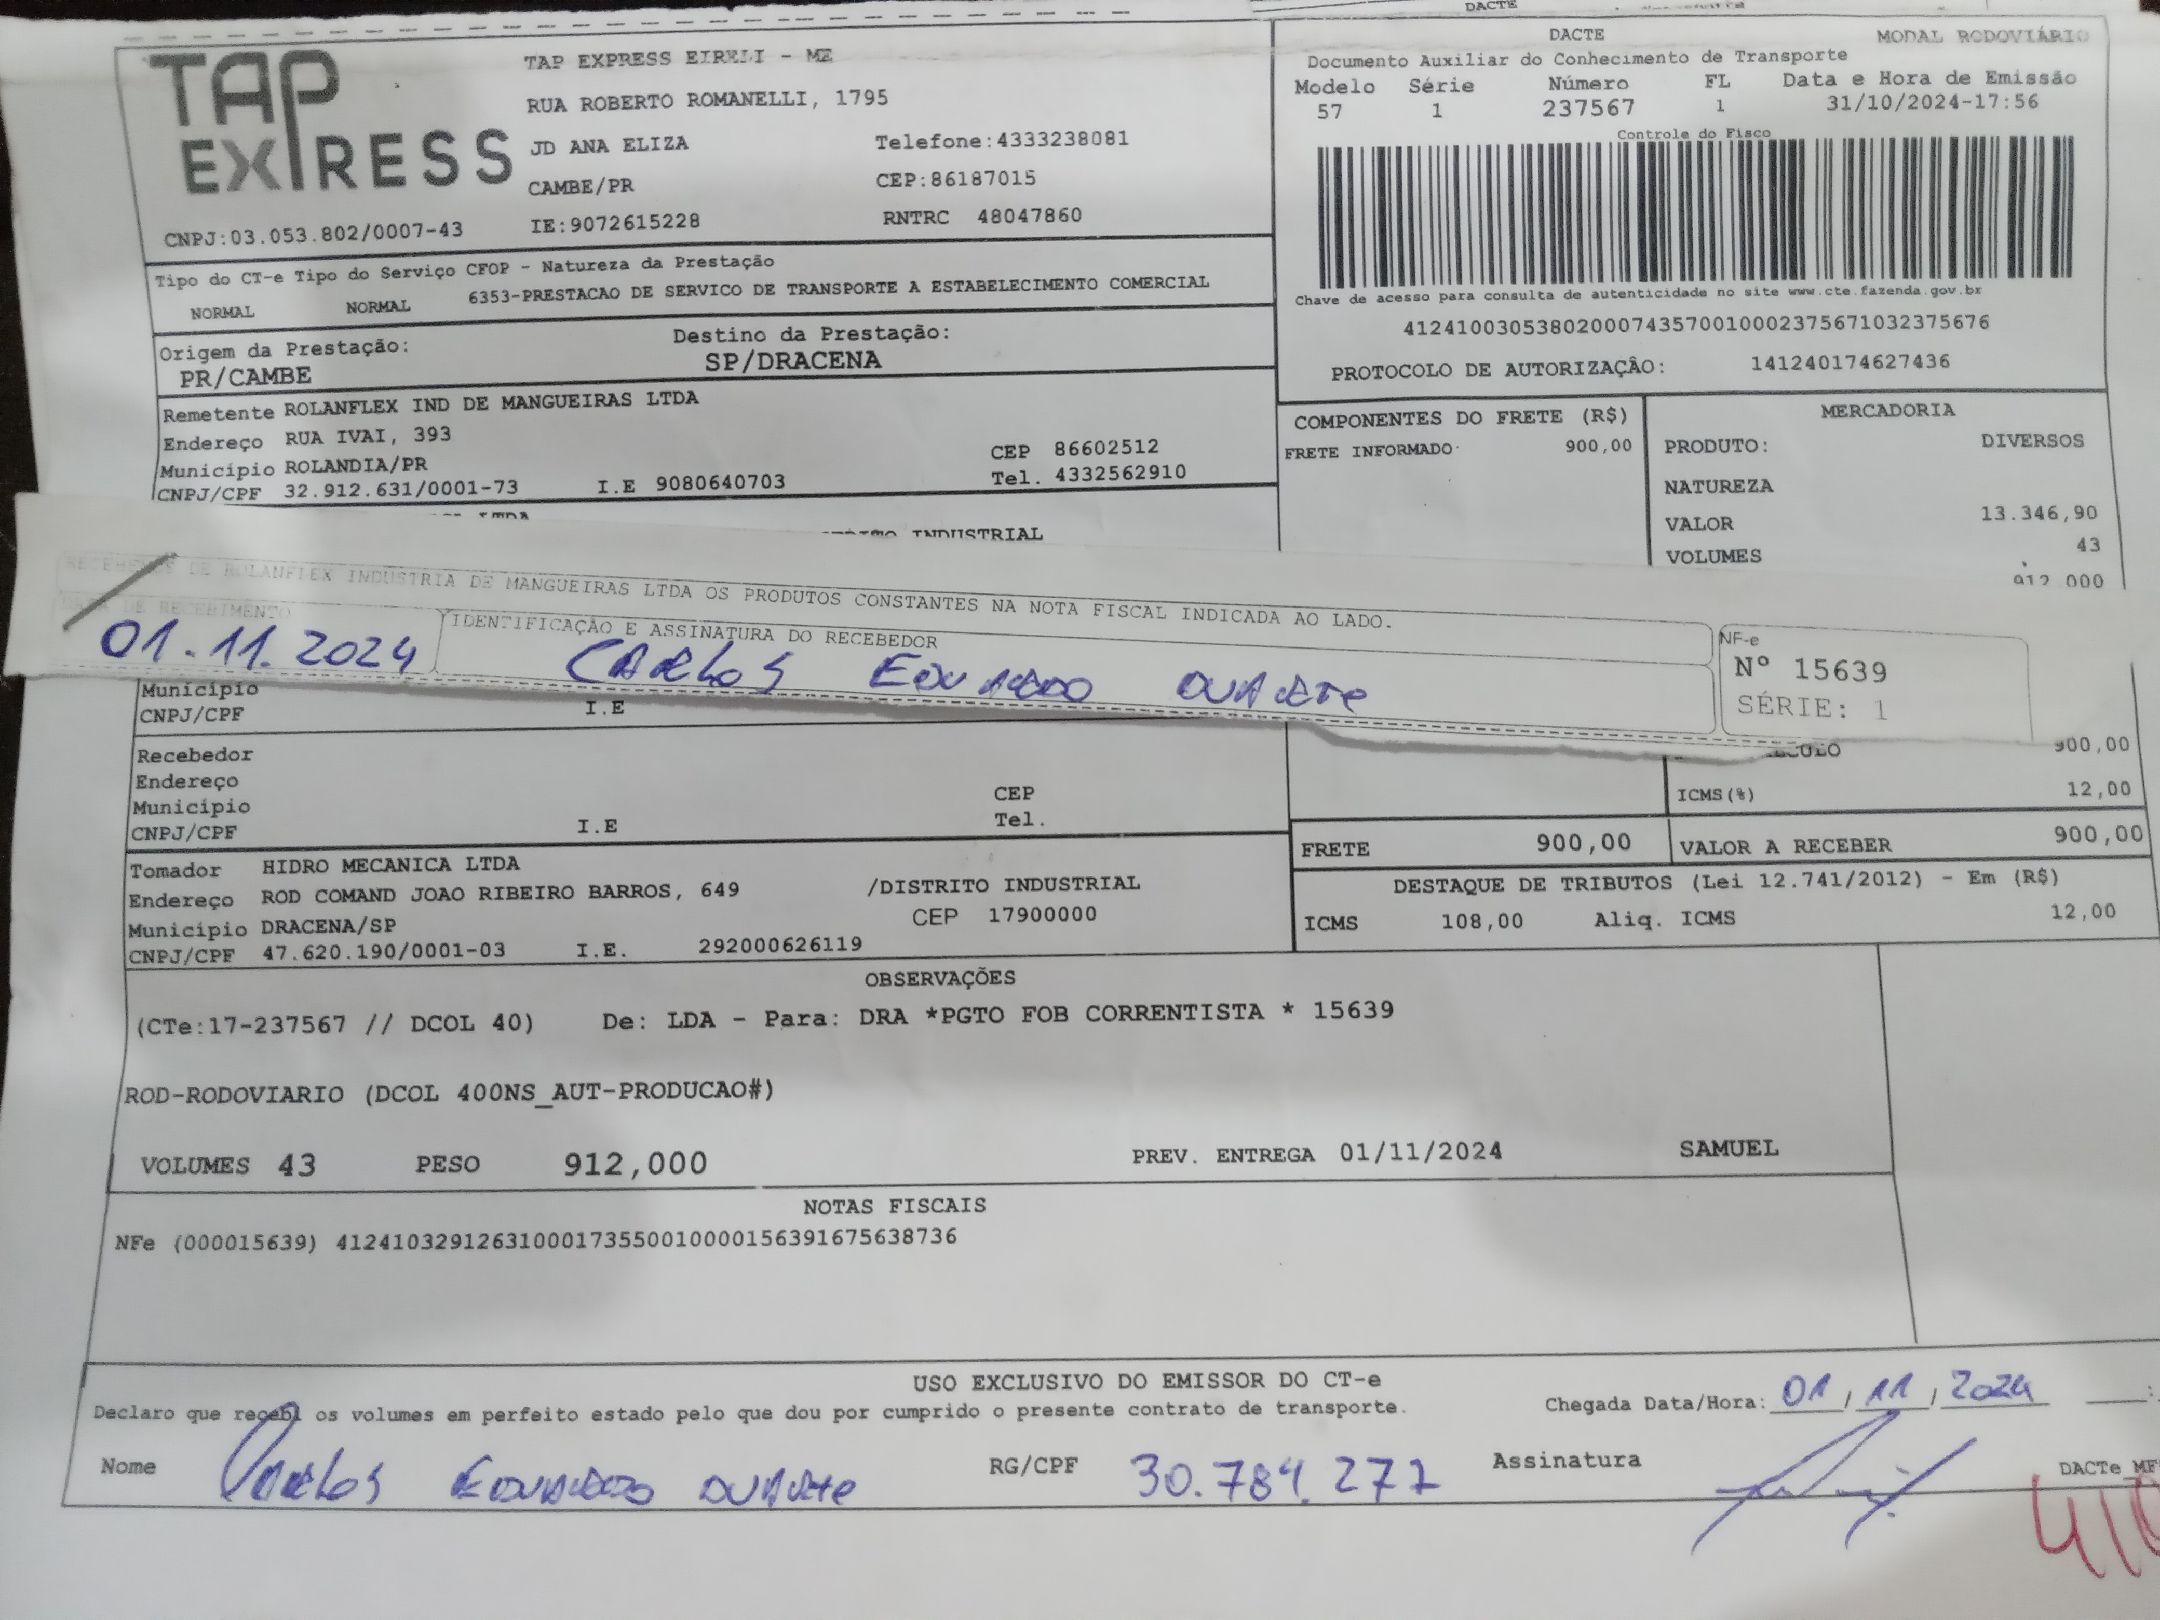 DACTE
TAP EXPRESS
TAP EXPRESS EIRELI - ME
RUA ROBERTO ROMANELLI, 1795
JD ANA ELIZA Telefone:4333238081
CAMBE/PR CEP:86187015
CNPJ:03.053.802/0007-43 IE:9072615228 RNTRC 48047860
DACTE MODAL RODOVIÁRIO
Documento Auxiliar do Conhecimento de Transporte
Modelo Série Número FL Data e Hora de Emissão
57 1 237567 1 31/10/2024-17:56
Controle do Fisco
Chave de acesso para consulta de autenticidade no site www.cte.fazenda.gov.br
41241003053802000743570010002375671032375676
PROTOCOLO DE AUTORIZAÇÂO: 141240174627436
Tipo do CT-e Tipo do Serviço CFOP - Natureza da Prestação
NORMAL NORMAL 6353-PRESTACAO DE SERVICO DE TRANSPORTE A ESTABELECIMENTO COMERCIAL
Origem da Prestação: Destino da Prestação:
PR/CAMBE SP/DRACENA
Remetente ROLANFLEX IND DE MANGUEIRAS LTDA
Endereço RUA IVAI, 393
Município ROLANDIA/PR CEP 86602512
CNPJ/CPF 32.912.631/0001-73 I.E 9080640703 Tel. 4332562910
LTDA
INDUSTRIAL
COMPONENTES DO FRETE (R$) MERCADORIA
FRETE INFORMADO 900,00 PRODUTO: DIVERSOS
NATUREZA
VALOR 13.346,90
VOLUMES 43
912,000
RECEBEMOS DE ROLANFLEX INDUSTRIA DE MANGUEIRAS LTDA OS PRODUTOS CONSTANTES NA NOTA FISCAL INDICADA AO LADO.
DATA DE RECEBIMENTO IDENTIFICAÇÃO E ASSINATURA DO RECEBEDOR
01.11.2024 CARLOS EDUARDO DUARTE
NF-e
Nº 15639
SÉRIE: 1
Município
CNPJ/CPF I.E
Recebedor
Endereço
Município CEP
CNPJ/CPF I.E Tel.
900,00
ICMS(%) 12,00
FRETE 900,00 VALOR A RECEBER 900,00
DESTAQUE DE TRIBUTOS (Lei 12.741/2012) - Em (R$)
ICMS 108,00 Aliq. ICMS 12,00
Tomador HIDRO MECANICA LTDA
Endereço ROD COMAND JOAO RIBEIRO BARROS, 649 /DISTRITO INDUSTRIAL
Município DRACENA/SP CEP 17900000
CNPJ/CPF 47.620.190/0001-03 I.E. 292000626119
OBSERVAÇÕES
(CTe:17-237567 // DCOL 40) De: LDA - Para: DRA *PGTO FOB CORRENTISTA * 15639
ROD-RODOVIARIO (DCOL 400NS_AUT-PRODUCAO#)
VOLUMES 43 PESO 912,000 PREV. ENTREGA 01/11/2024 SAMUEL
NOTAS FISCAIS
NFe (000015639) 41241032912631000173550010000156391675638736
USO EXCLUSIVO DO EMISSOR DO CT-e
Declaro que recebi os volumes em perfeito estado pelo que dou por cumprido o presente contrato de transporte. Chegada Data/Hora: 01/11/2024
Nome CARLOS EDUARDO DUARTE RG/CPF 30.784.277 Assinatura
DACTe_MF